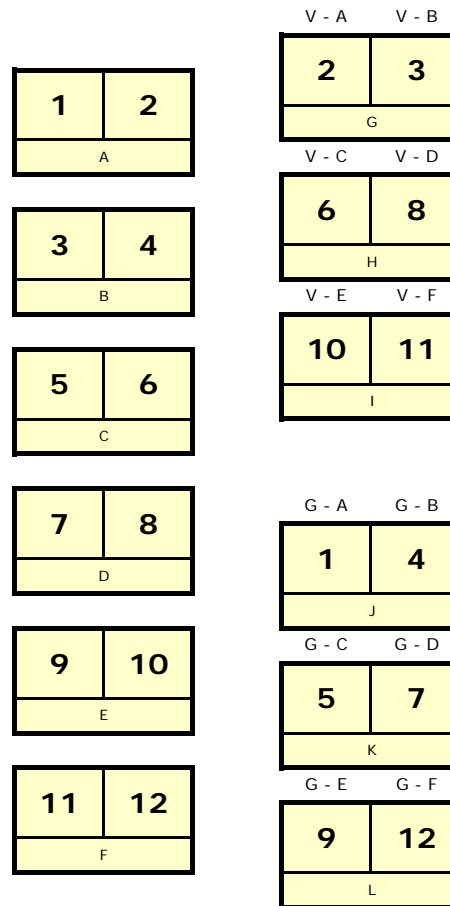 1 2
A
3 4
B
5 6
C
7 8
D
9 10
E
11 12
F
V - A V - B
2 3
G
V - C V - D
6 8
H
V - E V - F
10 11
I
G - A G - B
1 4
J
G - C G - D
5 7
K
G - E G - F
9 12
L